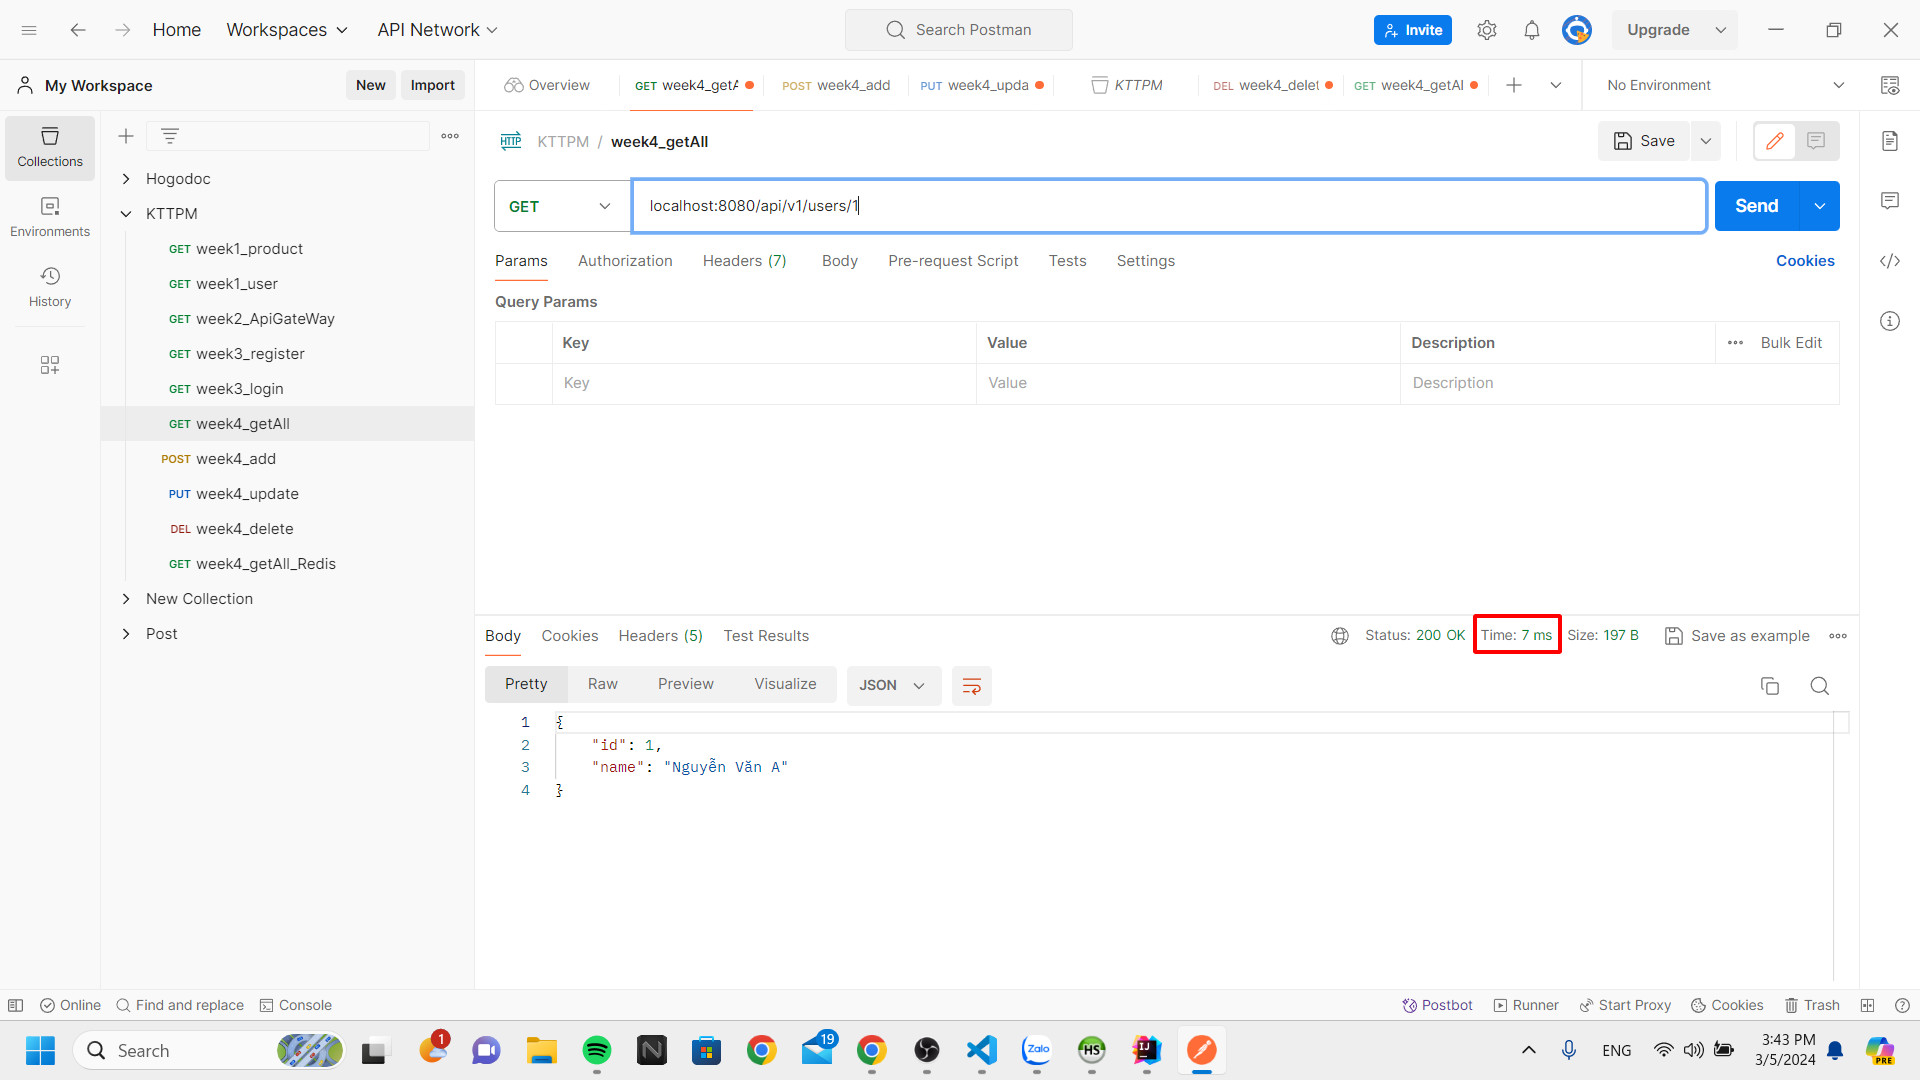 Home Workspaces API Network Search Postman Invite Upgrade
My Workspace New Import Overview GET week4_getA POST week4_add PUT week4_upda KTTPM DEL week4_delet GET week4_getAl No Environment
Collections
Environments
History
Hogodoc
KTTPM
GET week1_product
GET week1_user
GET week2_ApiGateWay
GET week3_register
GET week3_login
GET week4_getAll
POST week4_add
PUT week4_update
DEL week4_delete
GET week4_getAll_Redis
New Collection
Post
HTTP KTTPM / week4_getAll Save
GET localhost:8080/api/v1/users/1 Send
Params Authorization Headers (7) Body Pre-request Script Tests Settings Cookies
Query Params
Key Value Description Bulk Edit
Key Value Description
Body Cookies Headers (5) Test Results Status: 200 OK Time: 7 ms Size: 197 B Save as example
Pretty Raw Preview Visualize JSON
1 {
2 "id": 1,
3 "name": "Nguyễn Văn A"
4 }
Online Find and replace Console Postbot Runner Start Proxy Cookies Trash
Search 1 19 Zalo HS IJ ENG 3:43 PM
3/5/2024
PRE